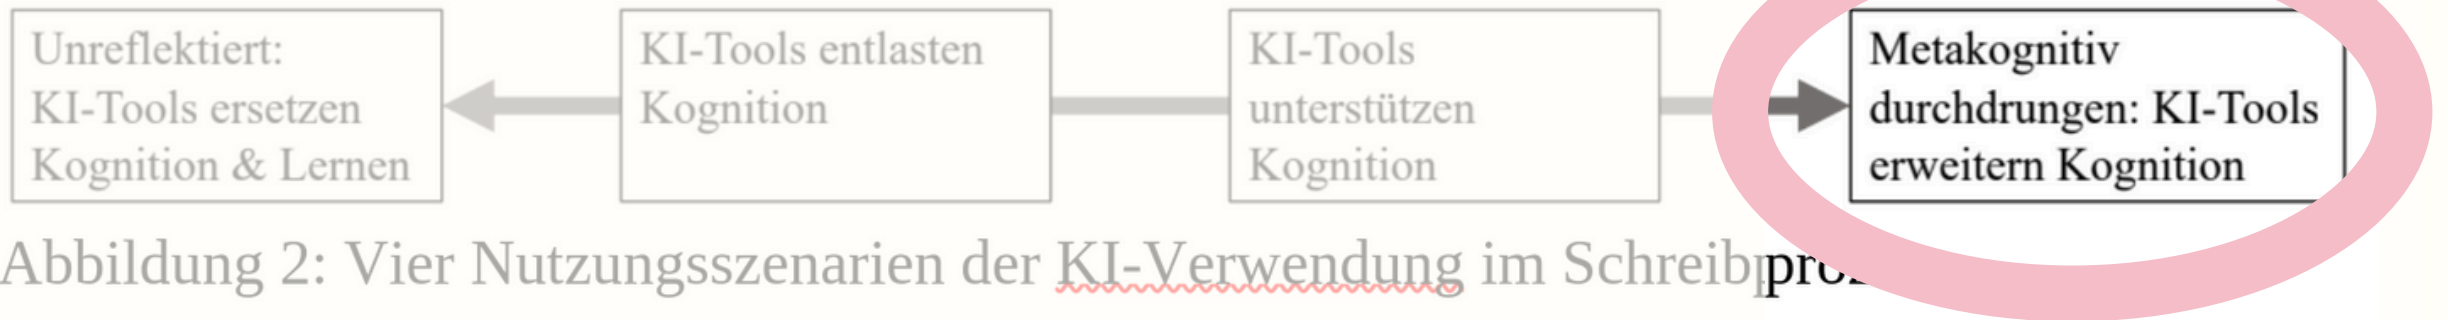 Unreflektiert:
KI-Tools ersetzen
Kognition & Lernen
KI-Tools entlasten
Kognition
KI-Tools
unterstützen
Kognition
Metakognitiv
durchdrungen: KI-Tools
erweitern Kognition
Abbildung 2: Vier Nutzungsszenarien der KI-Verwendung im